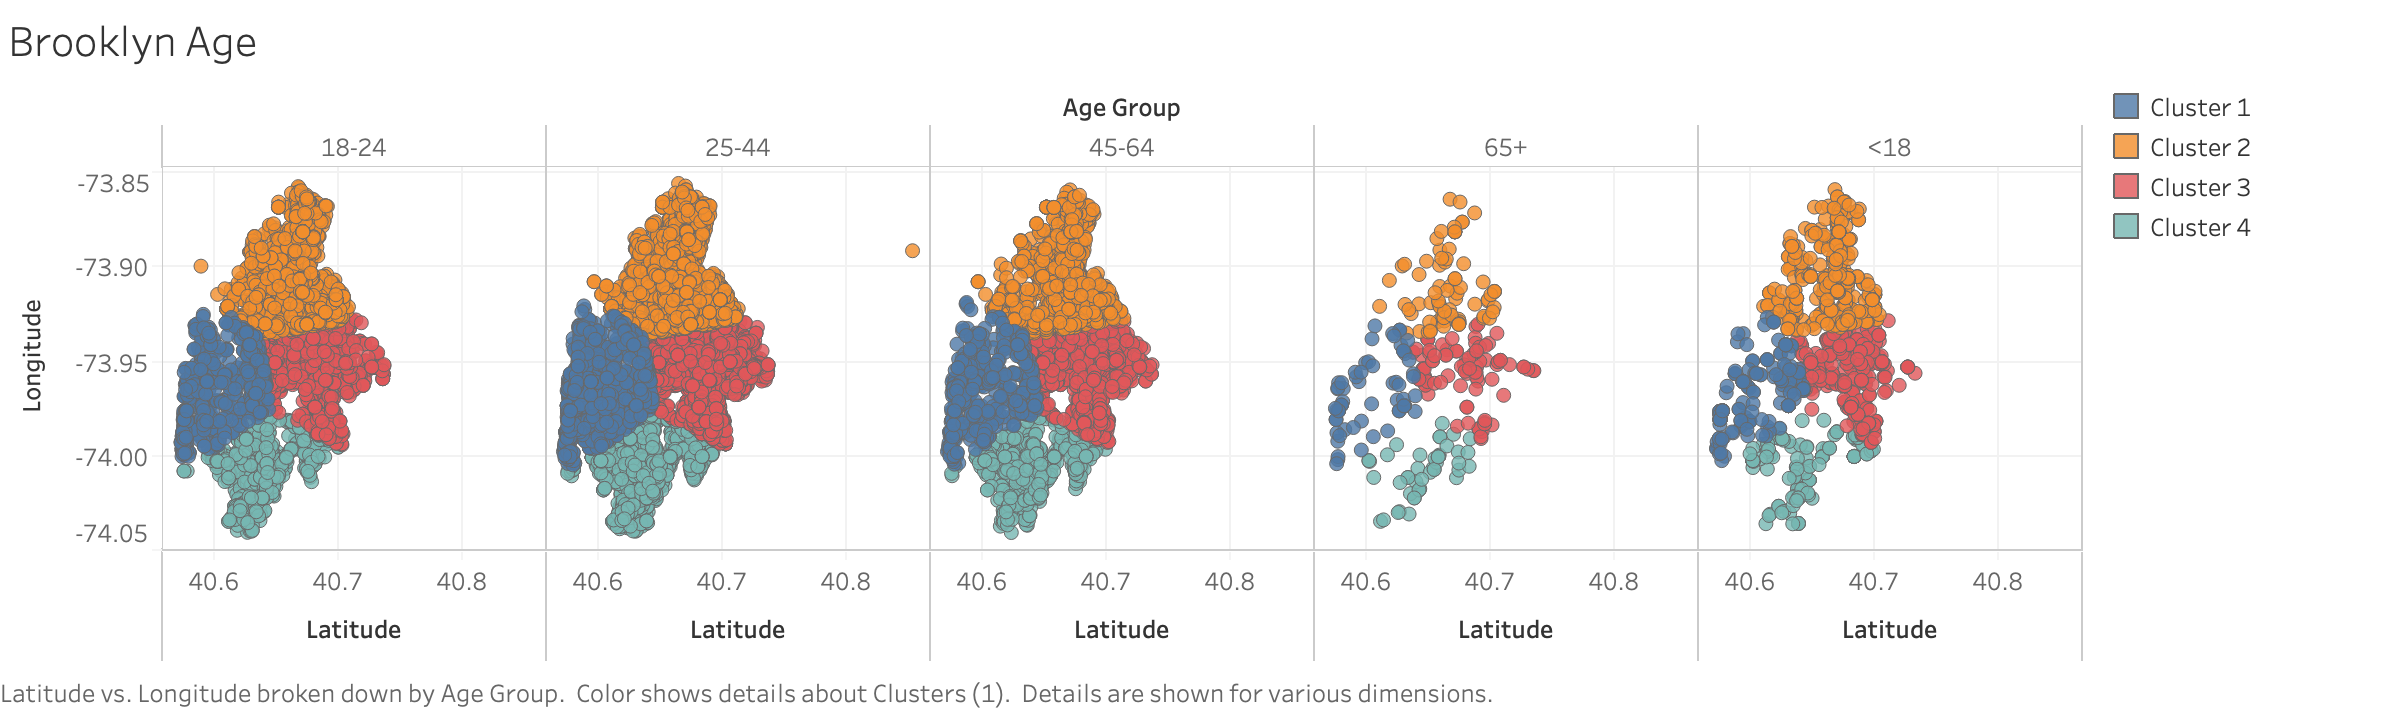 Brooklyn Age
Age Group
18-24 25-44 45-64 65+ <18
Cluster 1
Cluster 2
Cluster 3
Cluster 4
Longitude
-73.85
-73.90
-73.95
-74.00
-74.05
40.6 40.7 40.8 40.6 40.7 40.8 40.6 40.7 40.8 40.6 40.7 40.8 40.6 40.7 40.8
Latitude Latitude Latitude Latitude Latitude
Latitude vs. Longitude broken down by Age Group. Color shows details about Clusters (1). Details are shown for various dimensions.